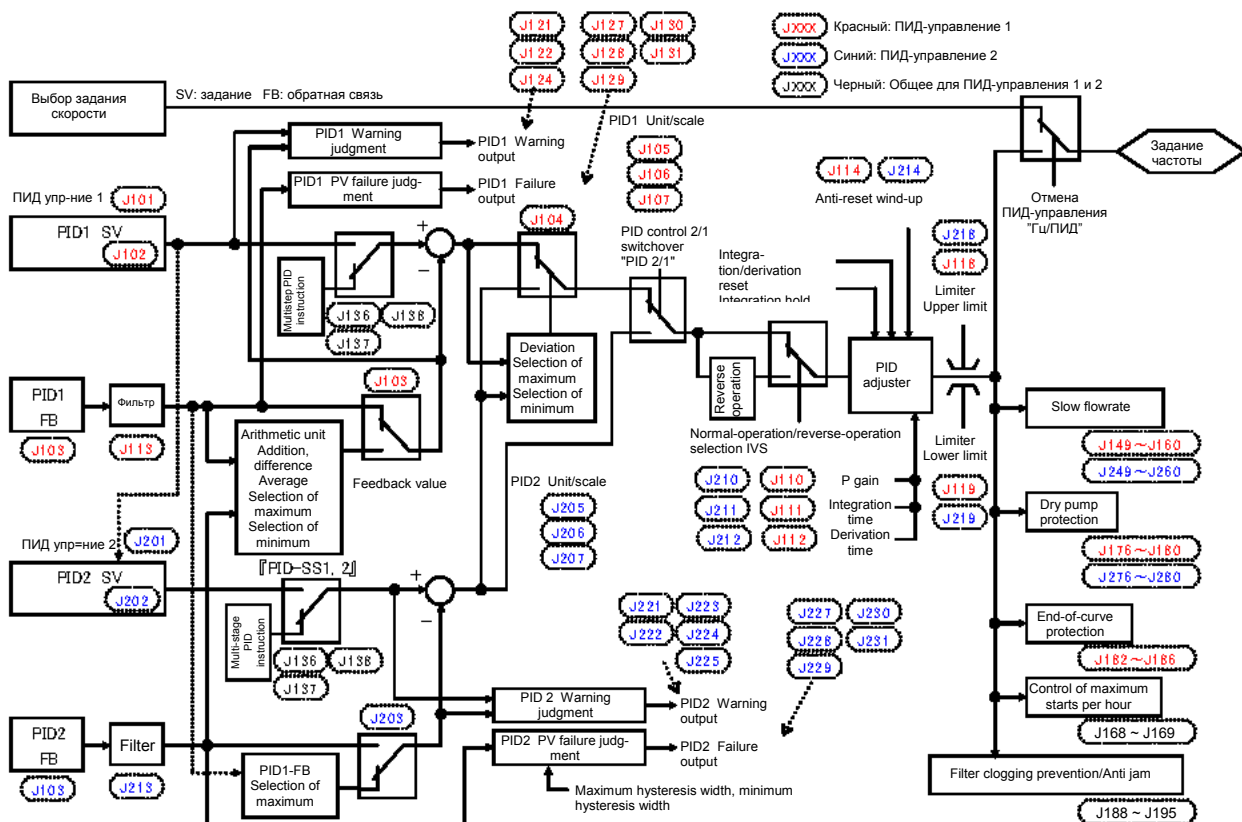 J121
J122
J124
J127
J128
J129
J130
J131
JXXX Красный: ПИД-управление 1
JXXX Синий: ПИД-управление 2
JXXX Черный: Общее для ПИД-управления 1 и 2
Выбор задания
скорости
SV: задание FB: обратная связь
PID1 Warning
judgment
PID1 Warning
output
PID1 PV failure judg-
ment
PID1 Failure
output
PID1 Unit/scale
J105
J106
J107
J114
J214
Anti-reset wind-up
Задание
частоты
Отмена
ПИД-управления
"Гц/ПИД"
ПИД упр-ние 1
J101
PID1 SV
J102
+
−
J104
PID control 2/1
switchover
"PID 2/1"
Integra-
tion/derivation
reset
Integration hold
J218
J118
Limiter
Upper limit
Multistep PID
instruction
J136
J138
J137
Deviation
Selection of
maximum
Selection of
minimum
Reverse
operation
PID
adjuster
PID1
FB
J103
Фильтр
J113
J103
Arithmetic unit
Addition,
difference
Average
Selection of
maximum
Selection of
minimum
Feedback value
Normal-operation/reverse-operation
selection IVS
Limiter
Lower limit
J119
J219
Slow flowrate
J149～J160
J249～J260
J210
J110
J211
J111
J212
J112
P gain
Integration
time
Derivation
time
Dry pump
protection
J176～J180
J276～J280
PID2 Unit/scale
J205
J206
J207
ПИД упр=ние 2
J201
PID2 SV
J202
『PID-SS1, 2』
+
−
Multi-stage
PID
instruction
J136
J138
J137
J221
J223
J222
J224
J225
J227
J230
J228
J231
J229
End-of-curve
protection
J182～J186
PID 2 Warning
judgment
PID2 Warning
output
Control of maximum
starts per hour
J168 ~ J169
PID2
FB
J103
Filter
J213
J203
PID1-FB
Selection of
maximum
PID2 PV failure judg-
ment
PID2 Failure
output
Maximum hysteresis width, minimum
hysteresis width
Filter clogging prevention/Anti jam
J188 ~ J195